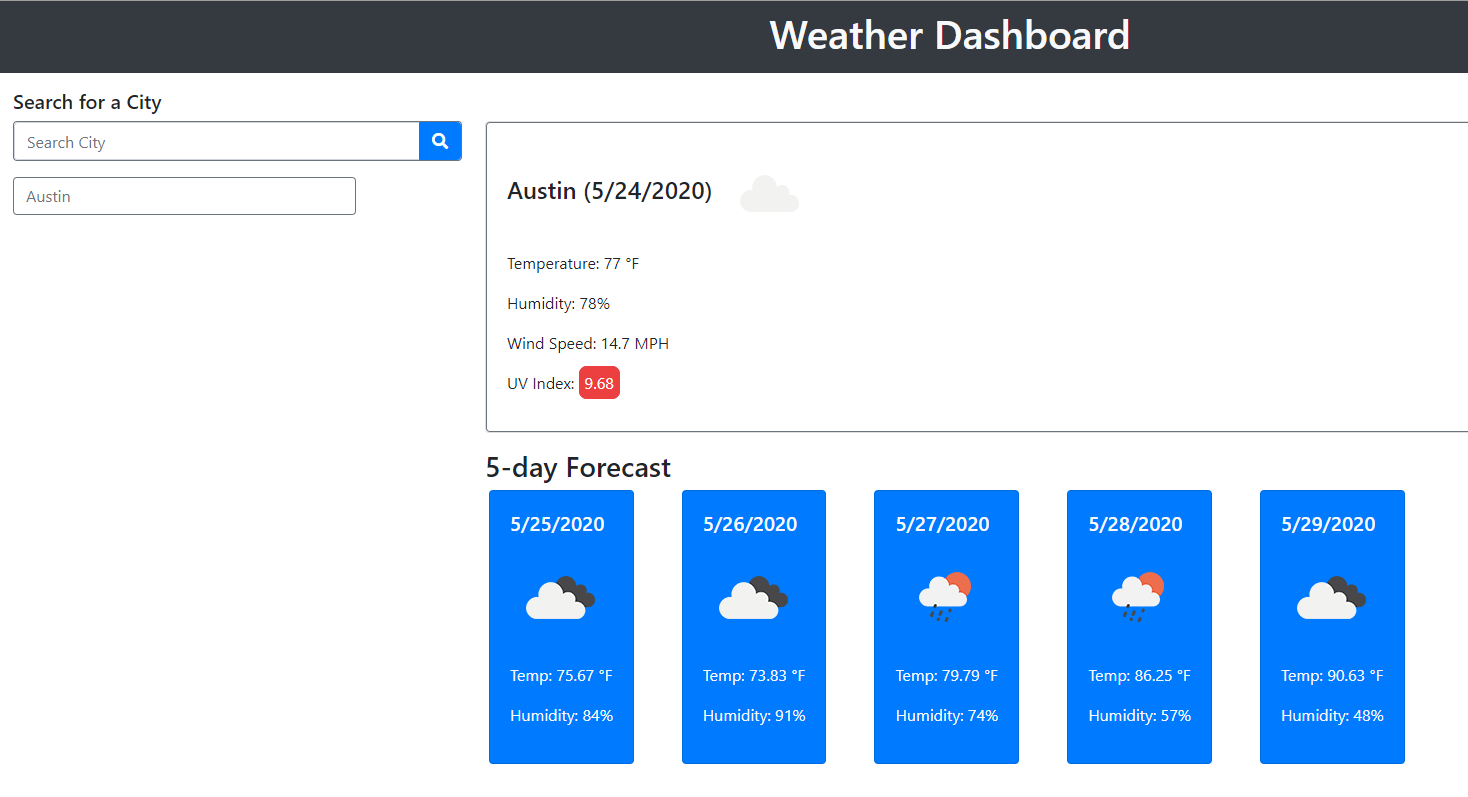 Weather Dashboard
Search for a City
Search City
Austin
Austin (5/24/2020)
Temperature: 77 °F
Humidity: 78%
Wind Speed: 14.7 MPH
UV Index: 9.68
5-day Forecast
5/25/2020
Temp: 75.67 °F
Humidity: 84%
5/26/2020
Temp: 73.83 °F
Humidity: 91%
5/27/2020
Temp: 79.79 °F
Humidity: 74%
5/28/2020
Temp: 86.25 °F
Humidity: 57%
5/29/2020
Temp: 90.63 °F
Humidity: 48%